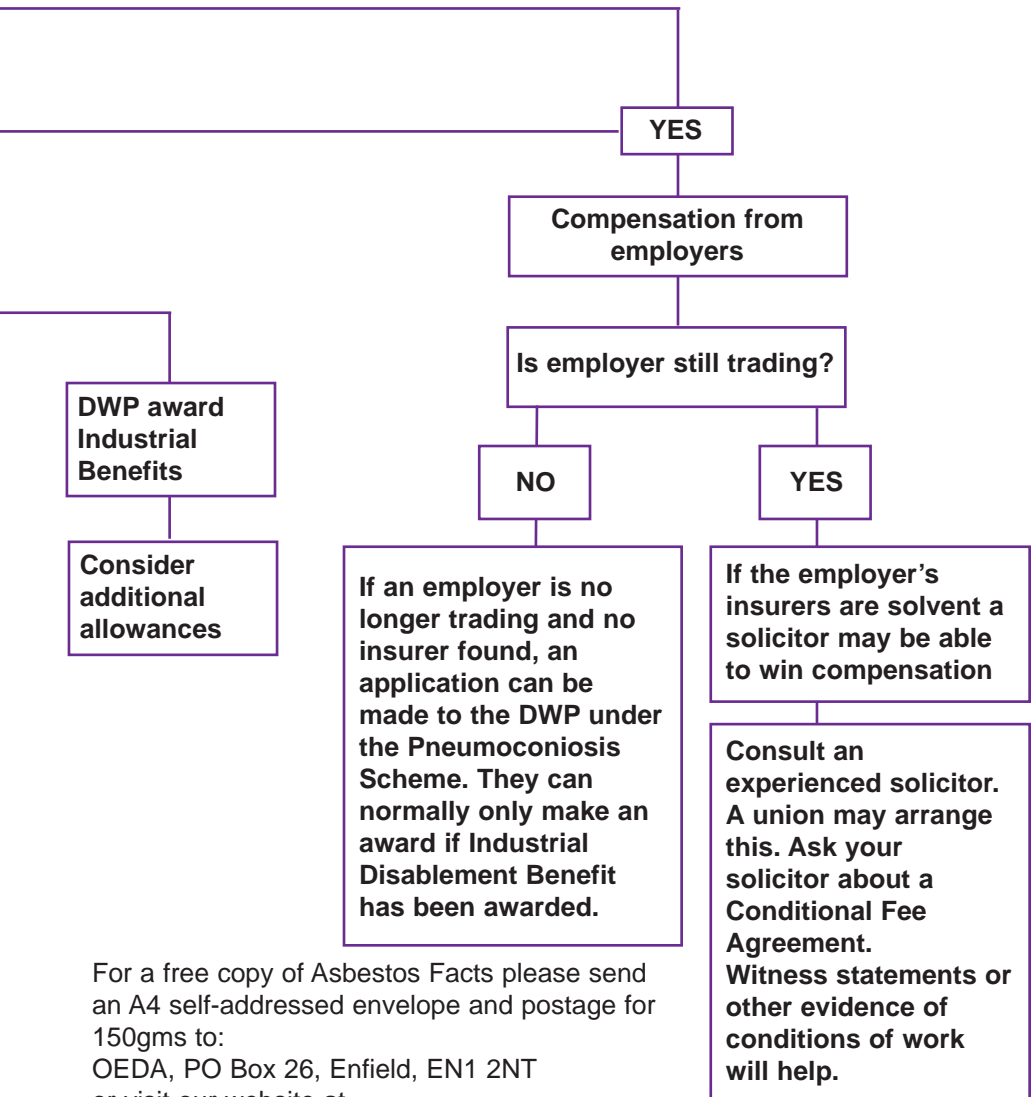 YES
Compensation from
employers
Is employer still trading?
DWP award
Industrial
Benefits
Consider
additional
allowances
NO
YES
If an employer is no
longer trading and no
insurer found, an
application can be
made to the DWP under
the Pneumoconiosis
Scheme. They can
normally only make an
award if Industrial
Disablement Benefit
has been awarded.
If the employer’s
insurers are solvent a
solicitor may be able
to win compensation
Consult an
experienced solicitor.
A union may arrange
this. Ask your
solicitor about a
Conditional Fee
Agreement.
Witness statements or
other evidence of
conditions of work
will help.
For a free copy of Asbestos Facts please send
an A4 self-addressed envelope and postage for
150gms to:
OEDA, PO Box 26, Enfield, EN1 2NT
or visit our website at